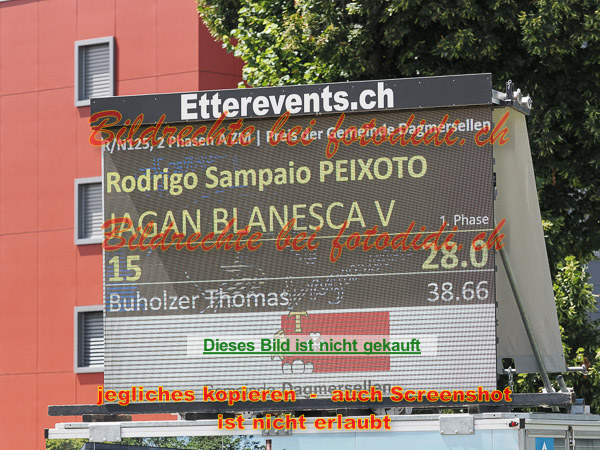 Etterevents.ch
Bildrechte bei fotodidi.ch
R/N125, 2 Phasen A ZM | Preis der Gemeinde Dagmersellen
Rodrigo Sampaio PEIXOTO
JAGAN BLANESCA V
1. Phase
Bildrechte bei fotodidi.ch
15
28.0
Buholzer Thomas
38.66
Dieses Bild ist nicht gekauft
Gemeinde Dagmersellen
jegliches kopieren - auch Screenshot
ist nicht erlaubt